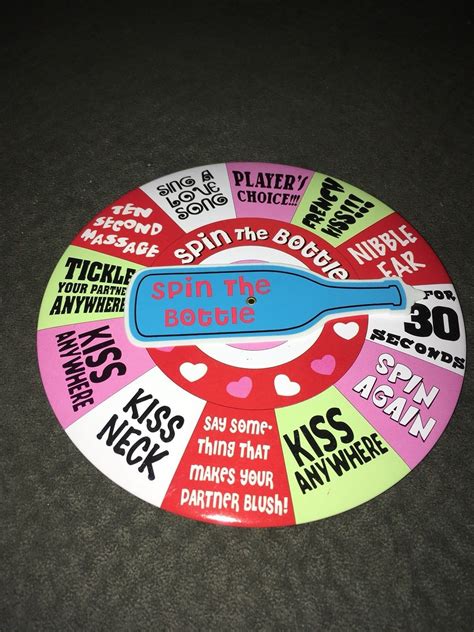 PLAYER'S
CHOICE!!!
FRENCH
KISS!!!
NIBBLE
EAR
FOR
30
SECONDS
SPIN
AGAIN
KISS
ANYWHERE
SAY SOME-
THING THAT
MAKES YOUR
PARTNER BLUSH!
KISS
NECK
KISS
ANYWHERE
TICKLE
YOUR PARTNE
ANYWHERE
TEN
SECOND
MASSAGE
SING A
LOVE
SONG
SPIN THE BOTTLE
SPIN THE
BOTTLE